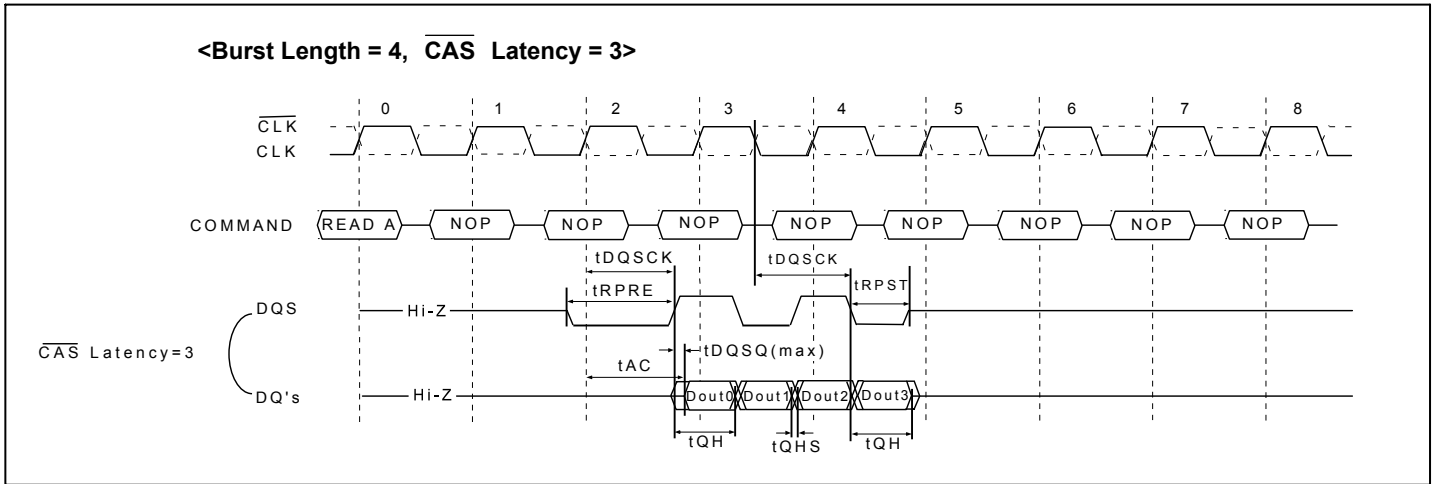 <Burst Length = 4, CAS Latency = 3>
0 1 2 3 4 5 6 7 8
CLK
CLK
COMMAND READ A NOP NOP NOP NOP NOP NOP NOP NOP
tDQSCK tDQSCK
tRPRE tRPST
DQS Hi-Z
CAS Latency=3
tDQSQ(max)
tAC
DQ's Hi-Z Dout0 Dout1 Dout2 Dout3
tQH tQHS tQH